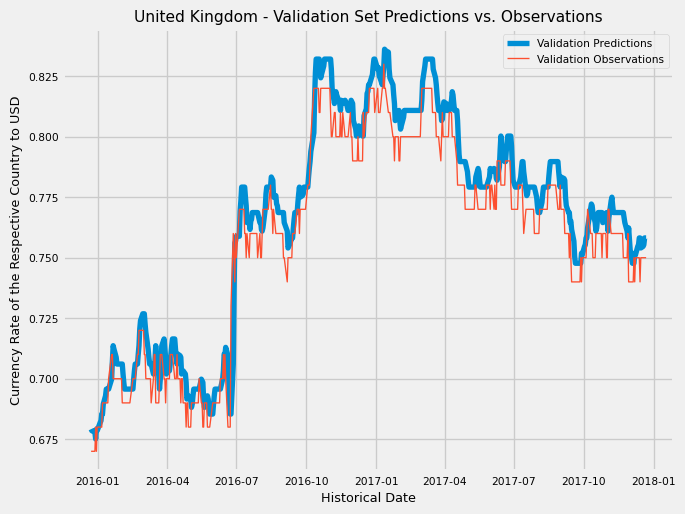 United Kingdom - Validation Set Predictions vs. Observations
Validation Predictions
Validation Observations
Currency Rate of the Respective Country to USD
0.825
0.800
0.775
0.750
0.725
0.700
0.675
2016-01 2016-04 2016-07 2016-10 2017-01 2017-04 2017-07 2017-10 2018-01
Historical Date